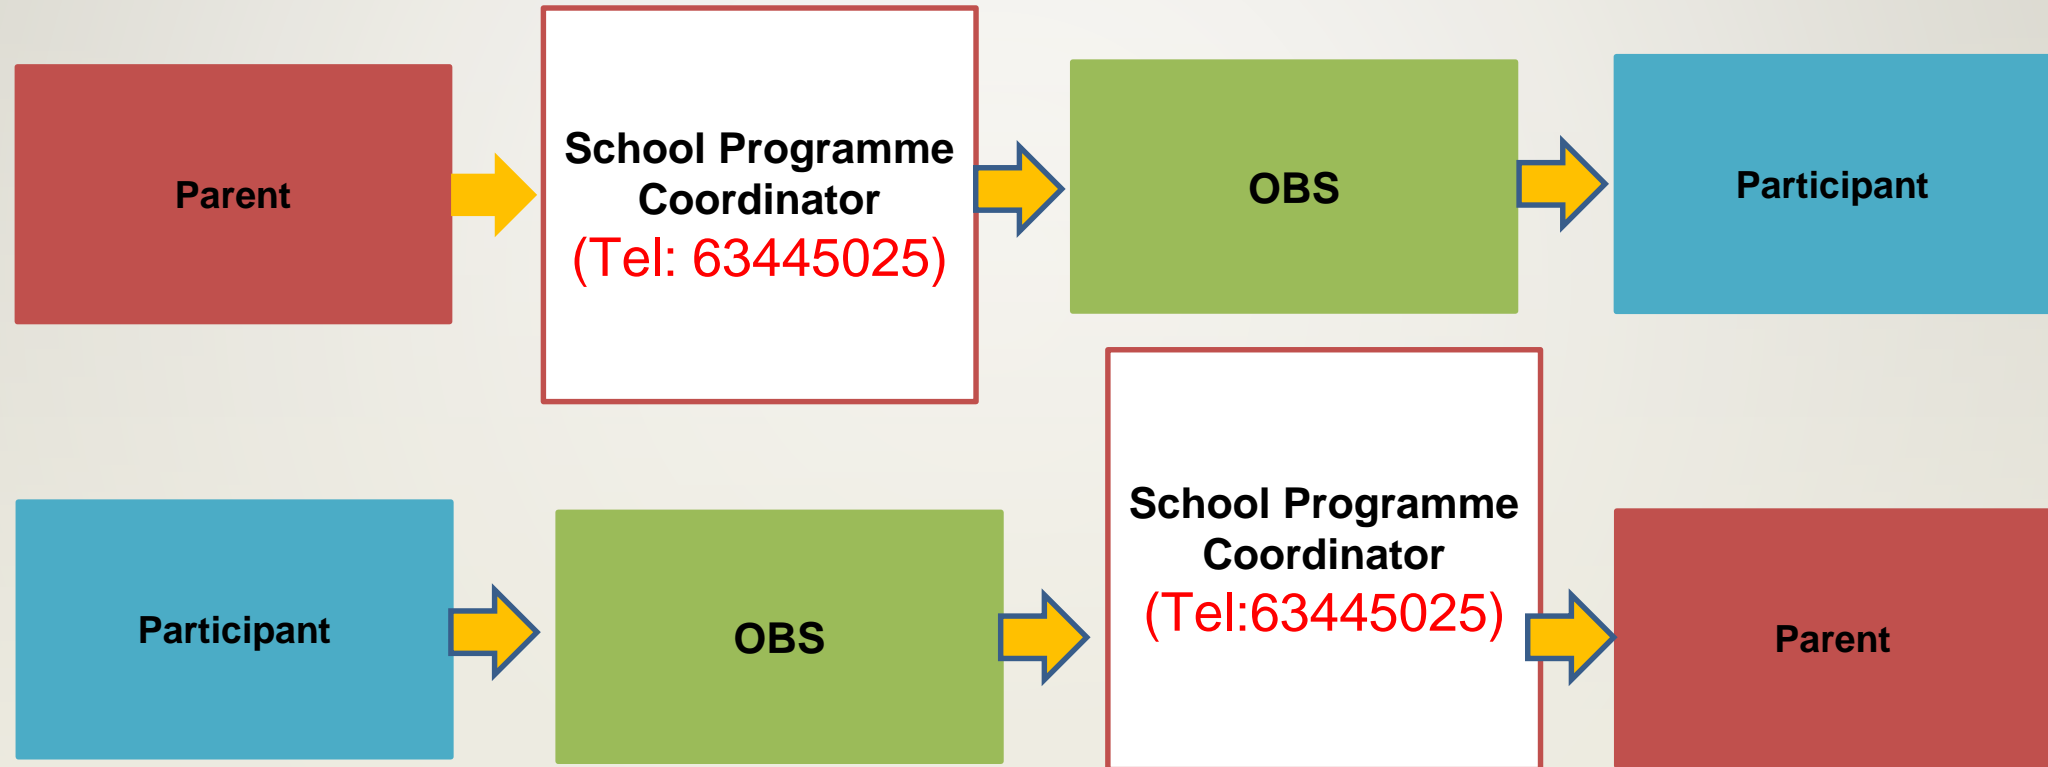 Parent
School Programme
Coordinator
(Tel: 63445025)
OBS
Participant
Participant
OBS
School Programme
Coordinator
(Tel:63445025)
Parent